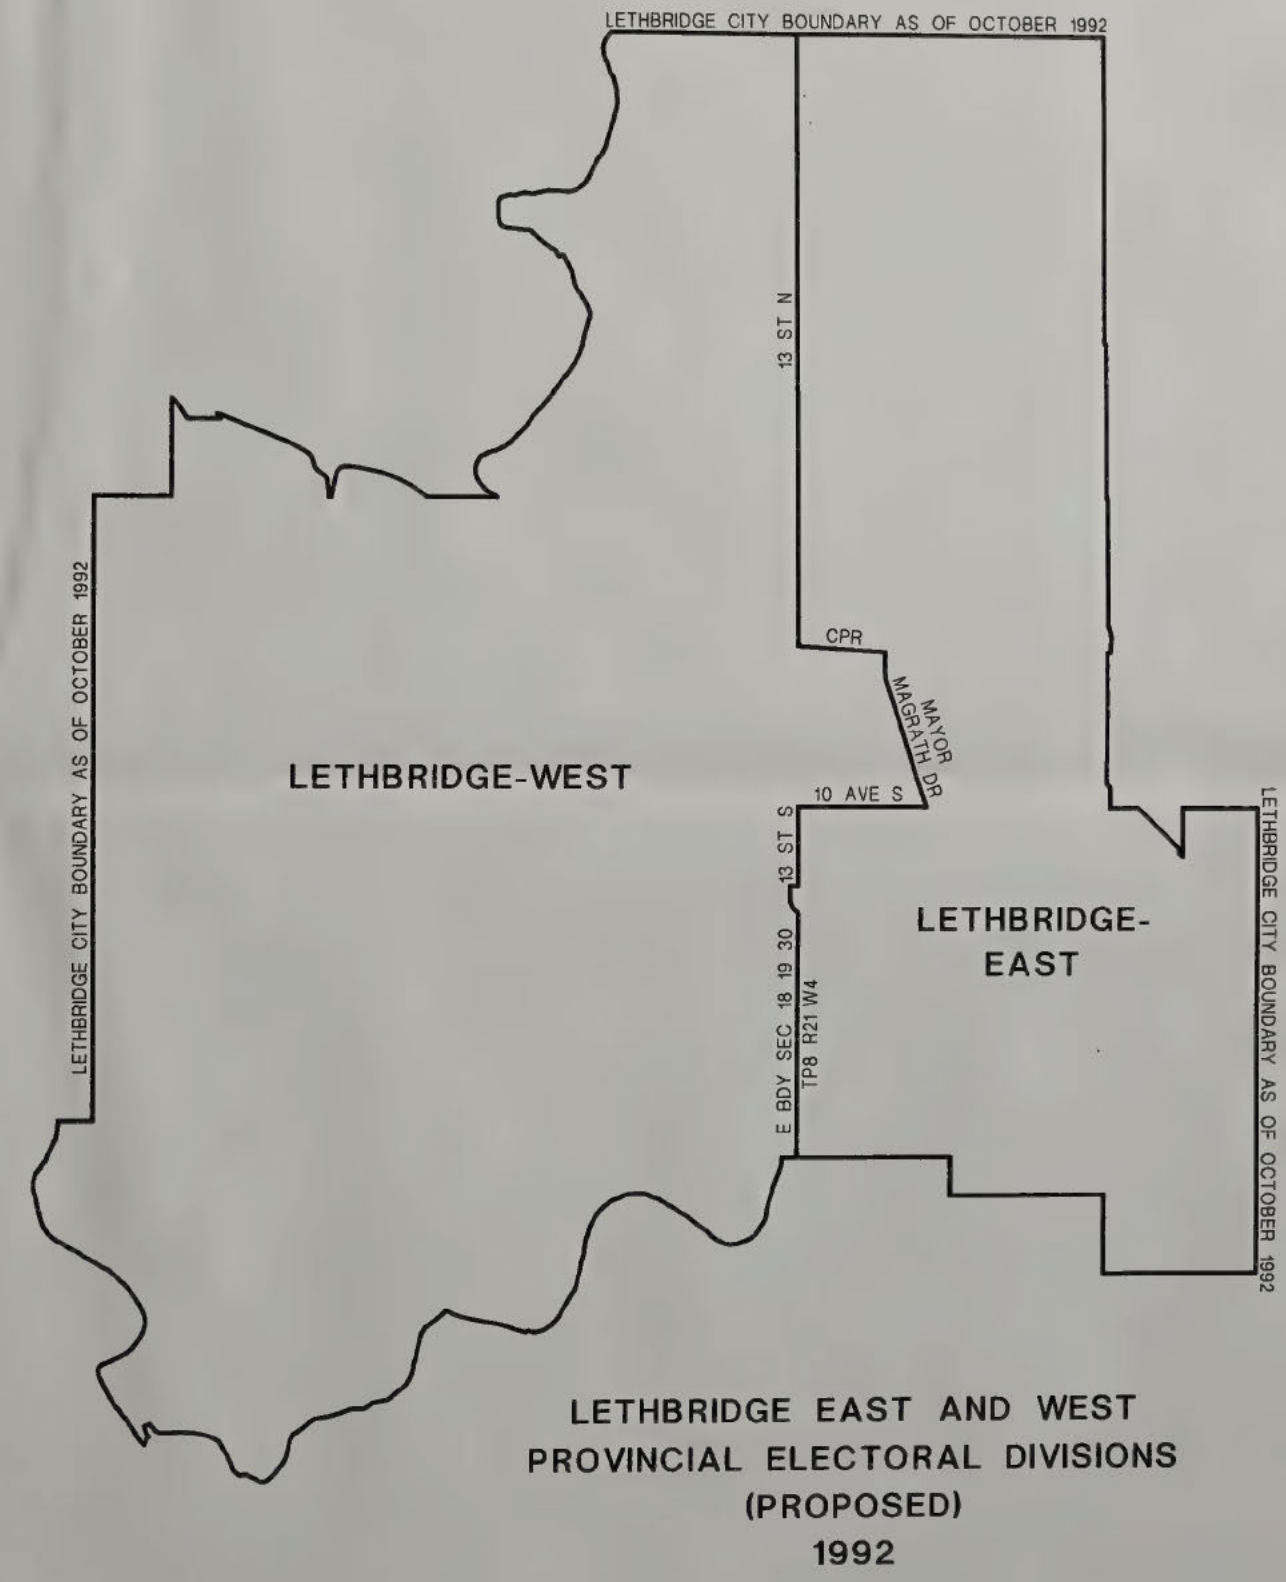 LETHBRIDGE CITY BOUNDARY AS OF OCTOBER 1992
13 ST N
LETHBRIDGE CITY BOUNDARY AS OF OCTOBER 1992
CPR
MAYOR
MAGRATH DR
LETHBRIDGE-WEST
10 AVE S
13 ST S
LETHBRIDGE CITY BOUNDARY AS OF OCTOBER 1992
LETHBRIDGE-
EAST
E BDY SEC 18 19 30
TP8 R21 W4
LETHBRIDGE EAST AND WEST
PROVINCIAL ELECTORAL DIVISIONS
(PROPOSED)
1992